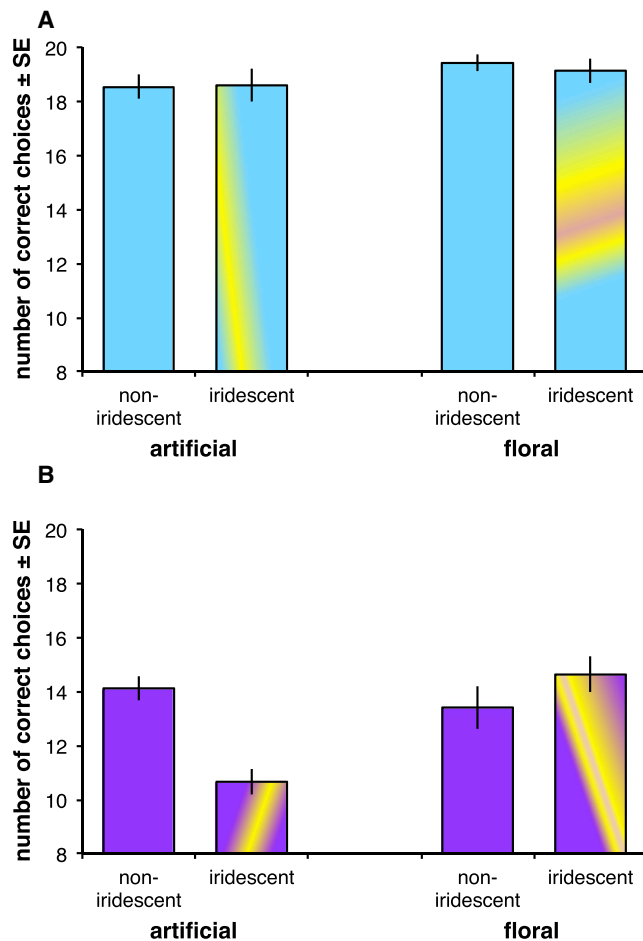 A
number of correct choices ± SE
20
18
16
14
12
10
8
non-
iridescent
iridescent
non-
iridescent
iridescent
artificial
floral
B
number of correct choices ± SE
20
18
16
14
12
10
8
non-
iridescent
iridescent
non-
iridescent
iridescent
artificial
floral